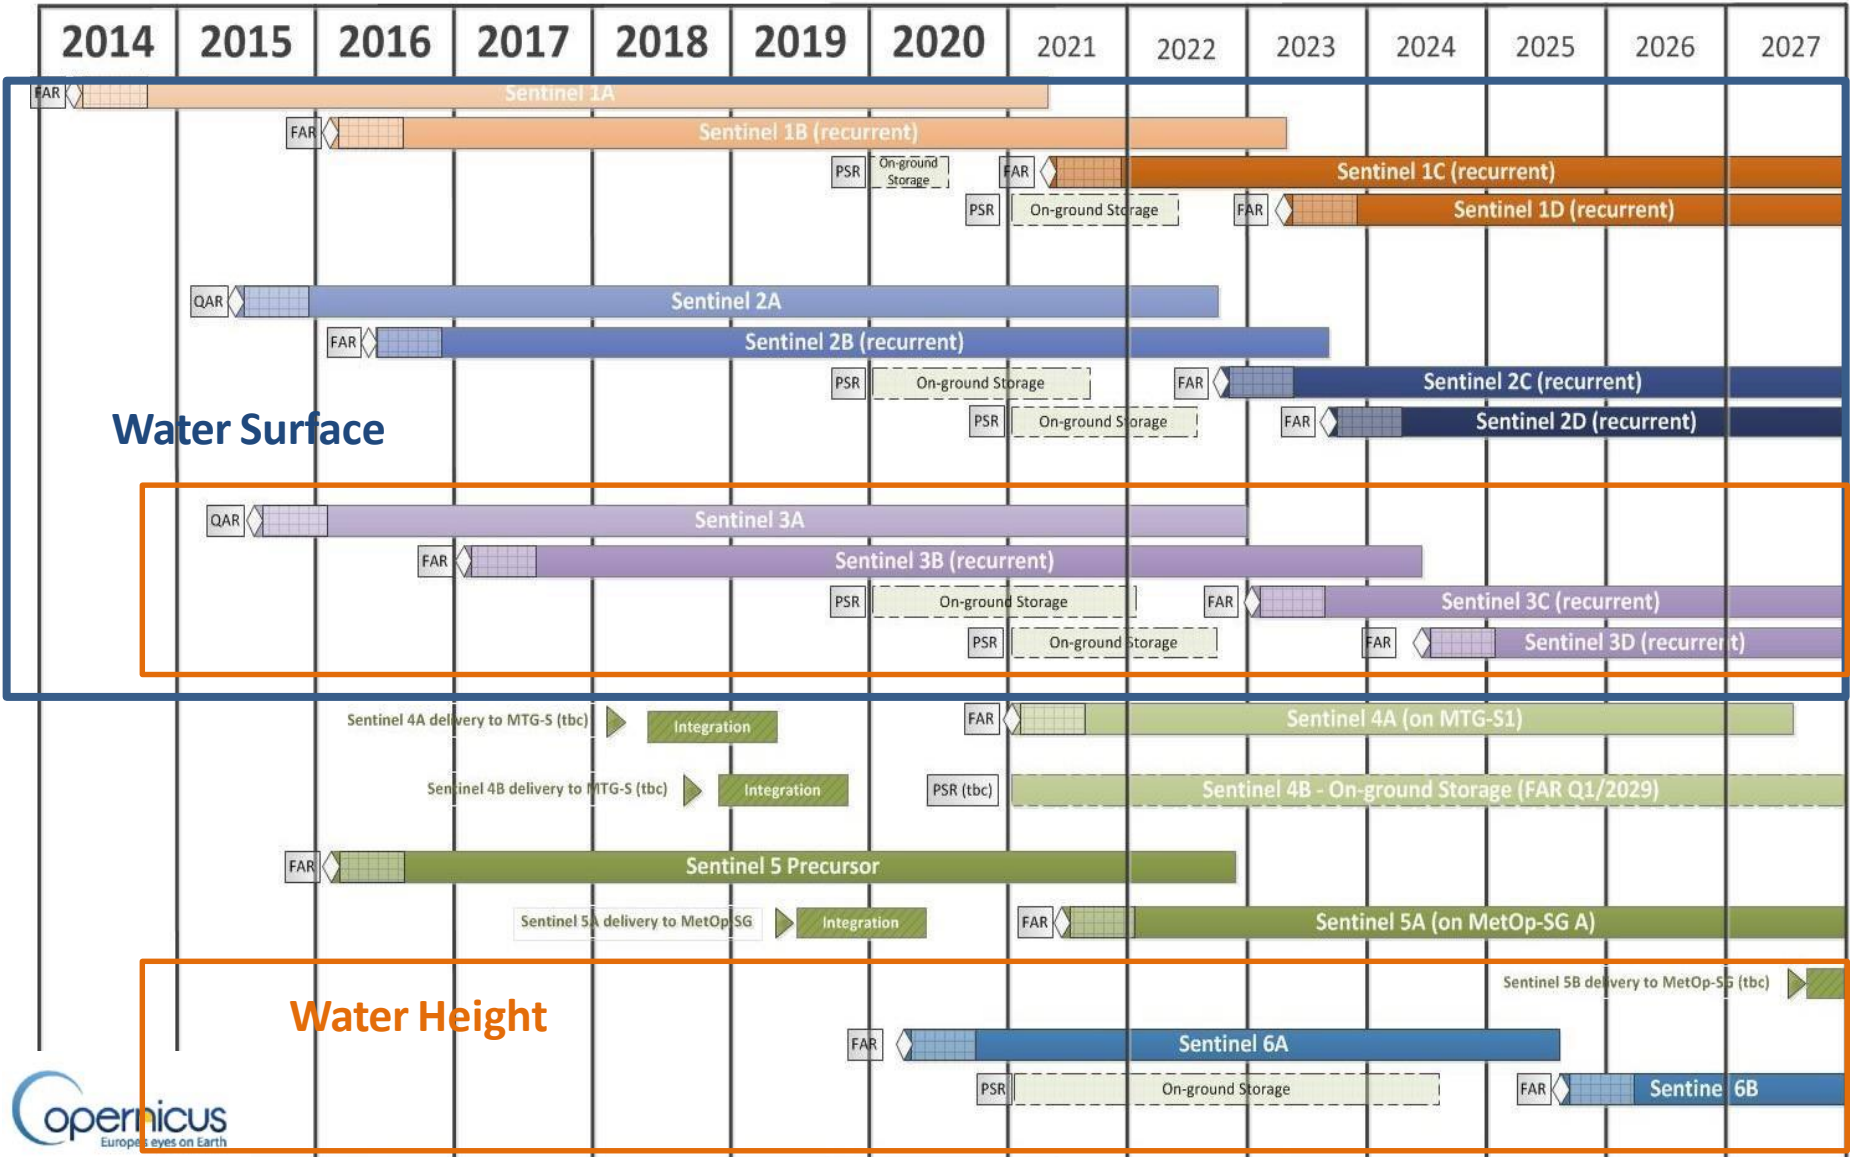 2014 2015 2016 2017 2018 2019 2020 2021 2022 2023 2024 2025 2026 2027
FAR Sentinel 1A
FAR Sentinel 1B (recurrent)
PSR On-ground
Storage
FAR Sentinel 1C (recurrent)
PSR On-ground Storage FAR Sentinel 1D (recurrent)
QAR Sentinel 2A
FAR Sentinel 2B (recurrent)
PSR On-ground Storage FAR Sentinel 2C (recurrent)
Water Surface
PSR On-ground Storage FAR Sentinel 2D (recurrent)
QAR Sentinel 3A
FAR Sentinel 3B (recurrent)
PSR On-ground Storage FAR Sentinel 3C (recurrent)
PSR On-ground Storage FAR Sentinel 3D (recurrent)
Sentinel 4A delivery to MTG-S (tbc) Integration FAR Sentinel 4A (on MTG-S1)
Sentinel 4B delivery to MTG-S (tbc) Integration PSR (tbc) Sentinel 4B - On-ground Storage (FAR Q1/2029)
FAR Sentinel 5 Precursor
Sentinel 5A delivery to MetOp-SG Integration FAR Sentinel 5A (on MetOp-SG A)
Sentinel 5B delivery to MetOp-SG (tbc)
Water Height
FAR Sentinel 6A
PSR On-ground Storage FAR Sentinel 6B
Copernicus
Europe's eyes on Earth